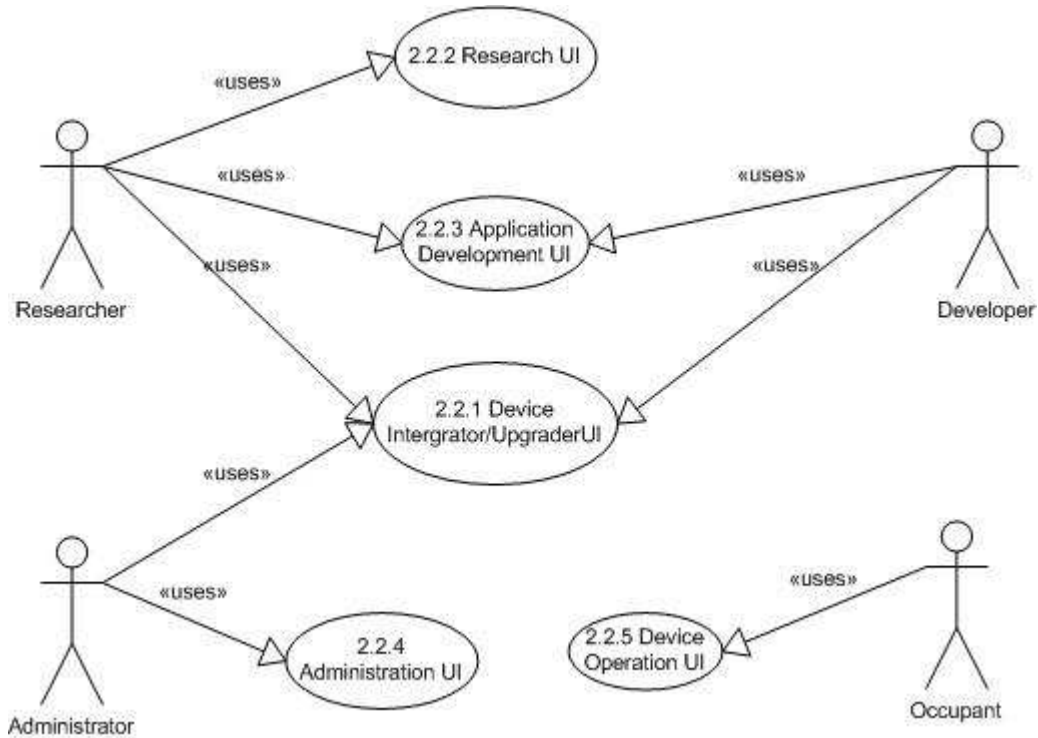 2.2.2 Research UI
«uses»
«uses»
«uses»
2.2.3 Application
Development UI
«uses»
«uses»
Researcher
Developer
2.2.1 Device
Intergrator/UpgraderUI
«uses»
«uses»
«uses»
2.2.4
Administration UI
2.2.5 Device
Operation UI
Administrator
Occupant